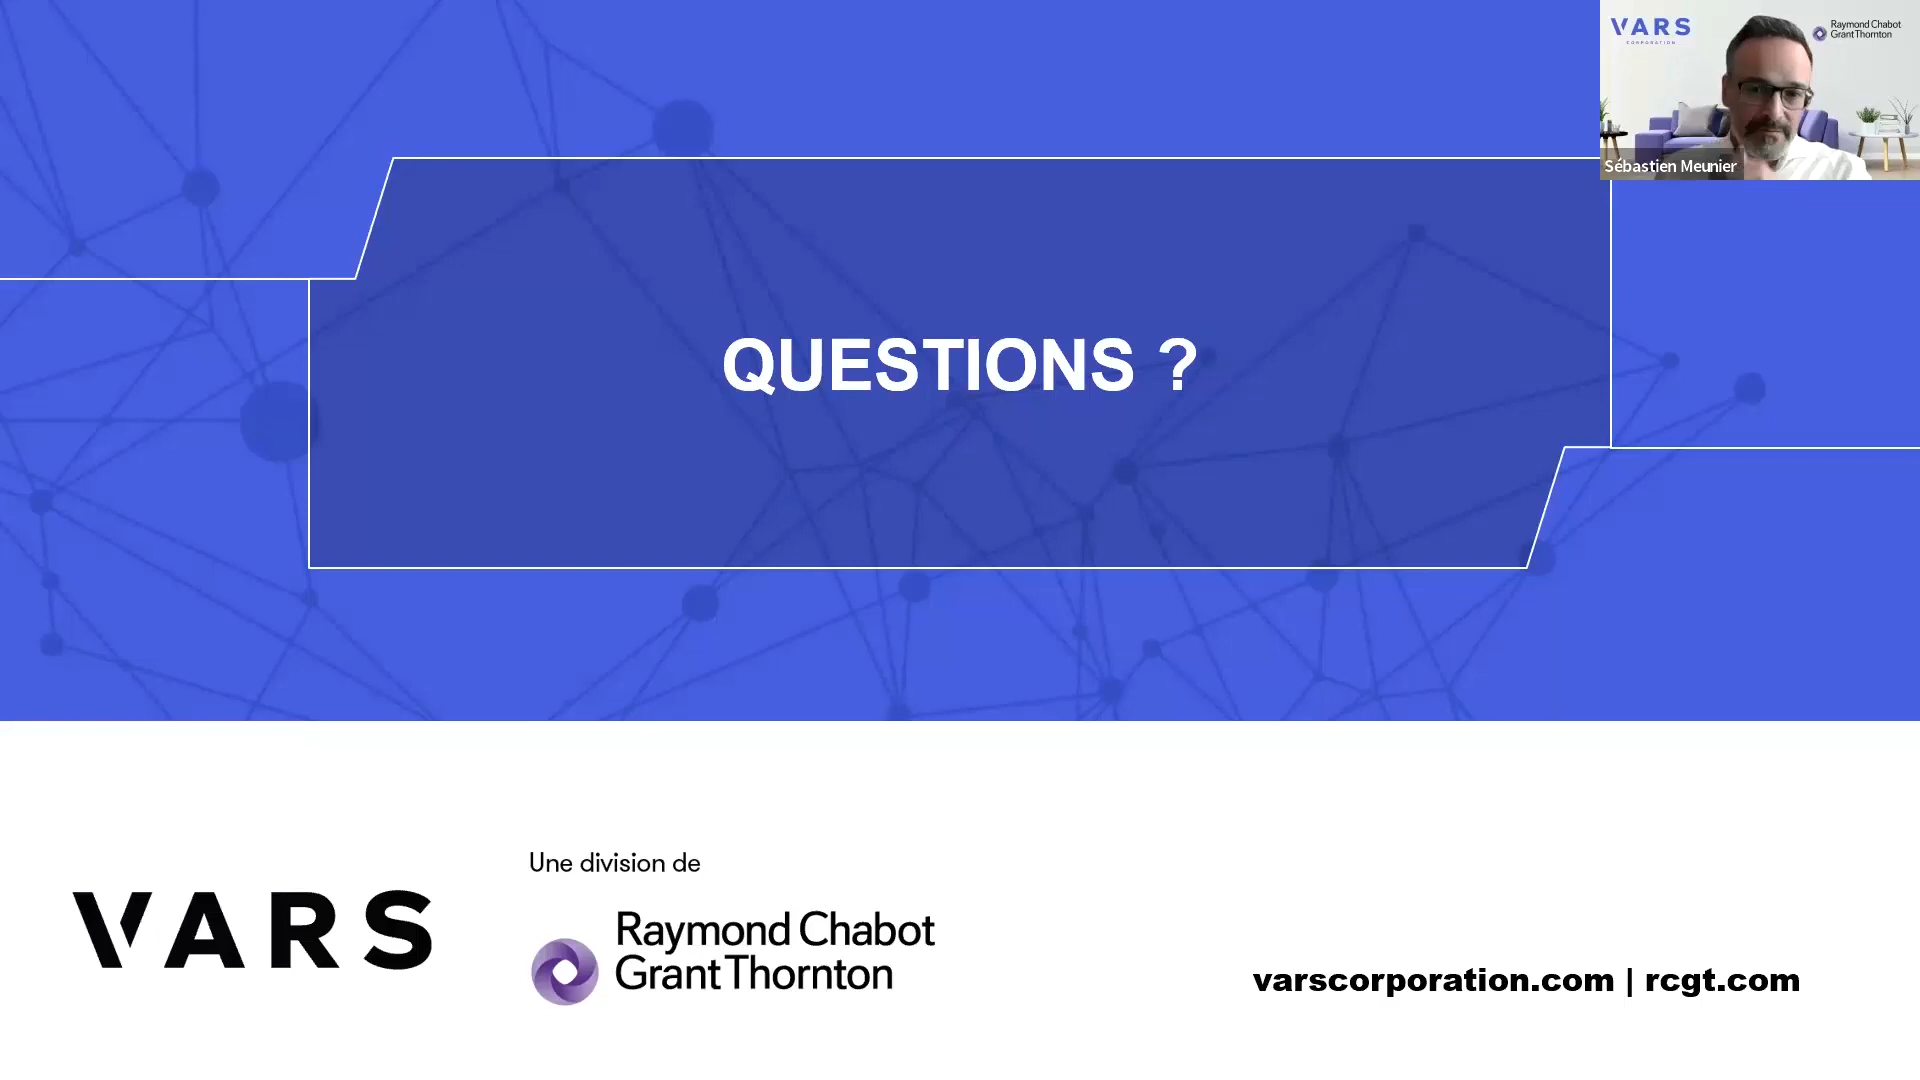 VARS
CORPORATION
Raymond Chabot
Grant Thornton
Sébastien Meunier
QUESTIONS ?
Une division de
VARS
Raymond Chabot
Grant Thornton
varscorporation.com | rcgt.com